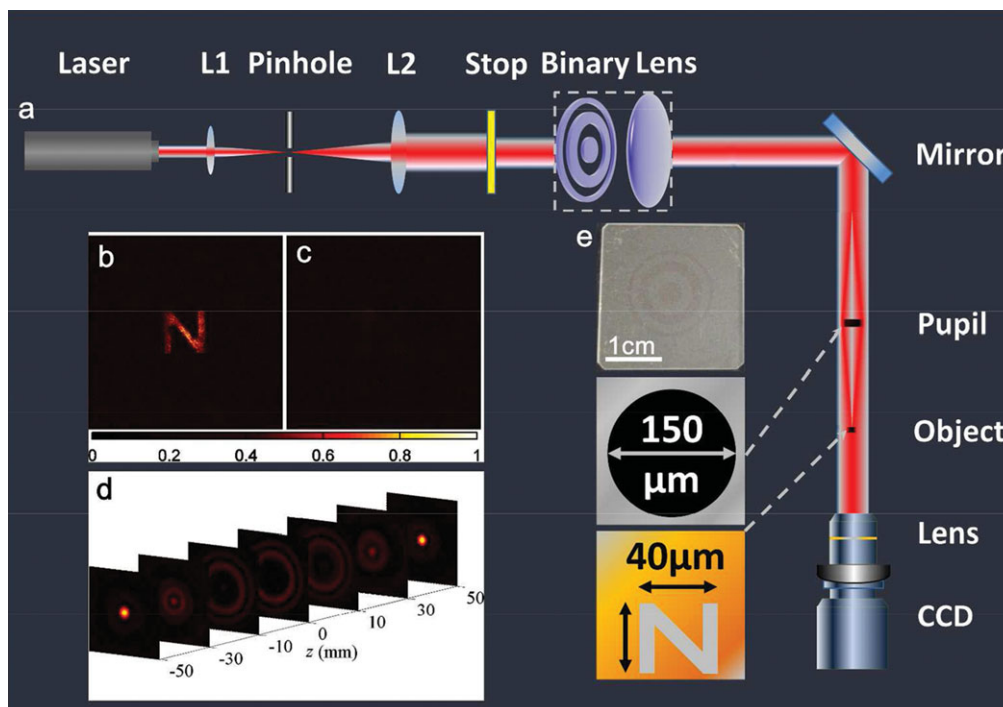 Laser L1 Pinhole L2 Stop Binary Lens
a
Mirror
b c e
1cm
Pupil
0 0.2 0.4 0.6 0.8 1
150
µm
Object
d
40µm
Lens
CCD
-50 -30 -10 0 10 30 50
z (mm)